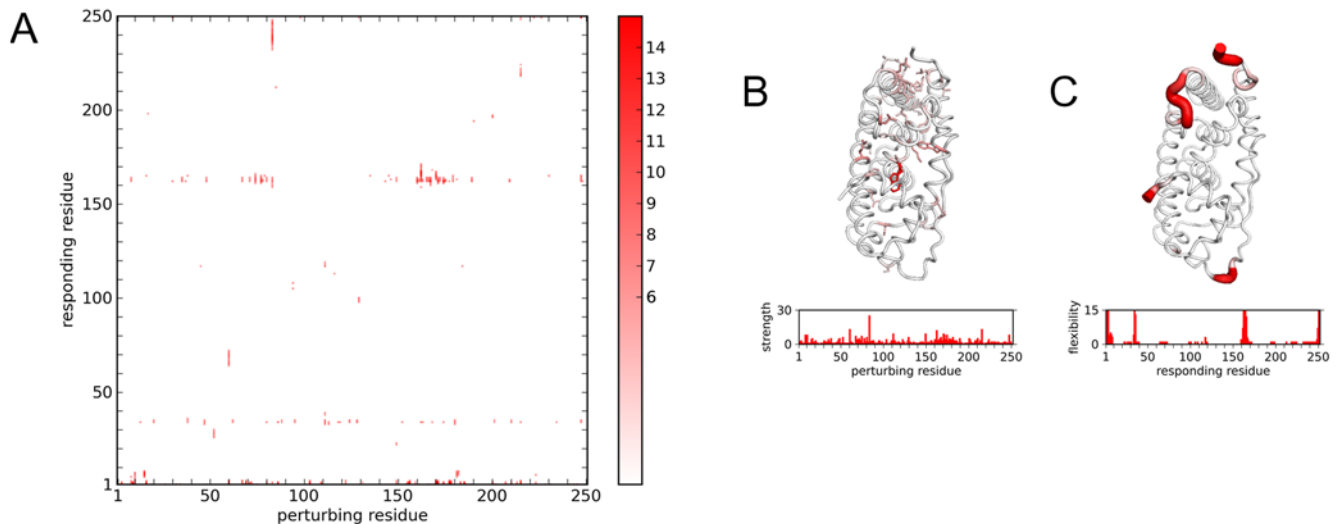 A
250
200
150
100
50
1
responding residue
1 50 100 150 200 250
perturbing residue
14
13
12
11
10
9
8
7
6
B
30
0
strength
1 50 100 150 200 250
perturbing residue
C
15
0
flexibility
1 50 100 150 200 250
responding residue